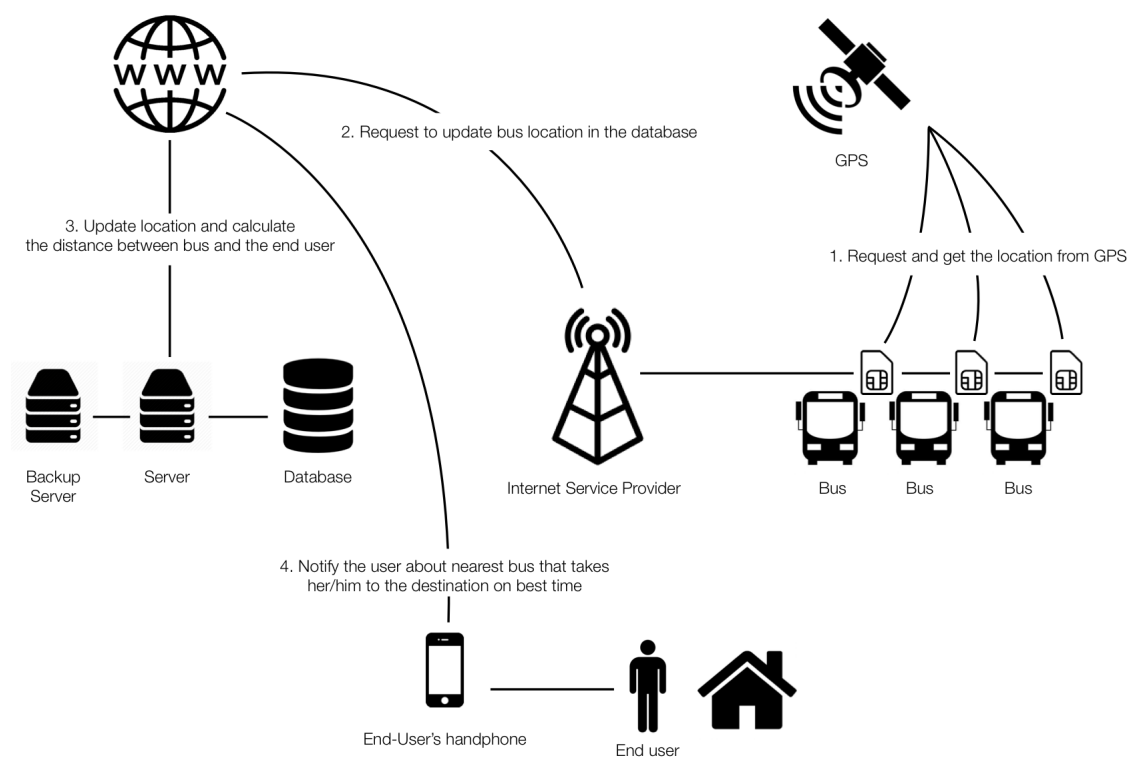 WWW
2. Request to update bus location in the database
GPS
3. Update location and calculate
the distance between bus and the end user
1. Request and get the location from GPS
Backup
Server
Server
Database
Internet Service Provider
Bus
Bus
Bus
4. Notify the user about nearest bus that takes
her/him to the destination on best time
End-User's handphone
End user